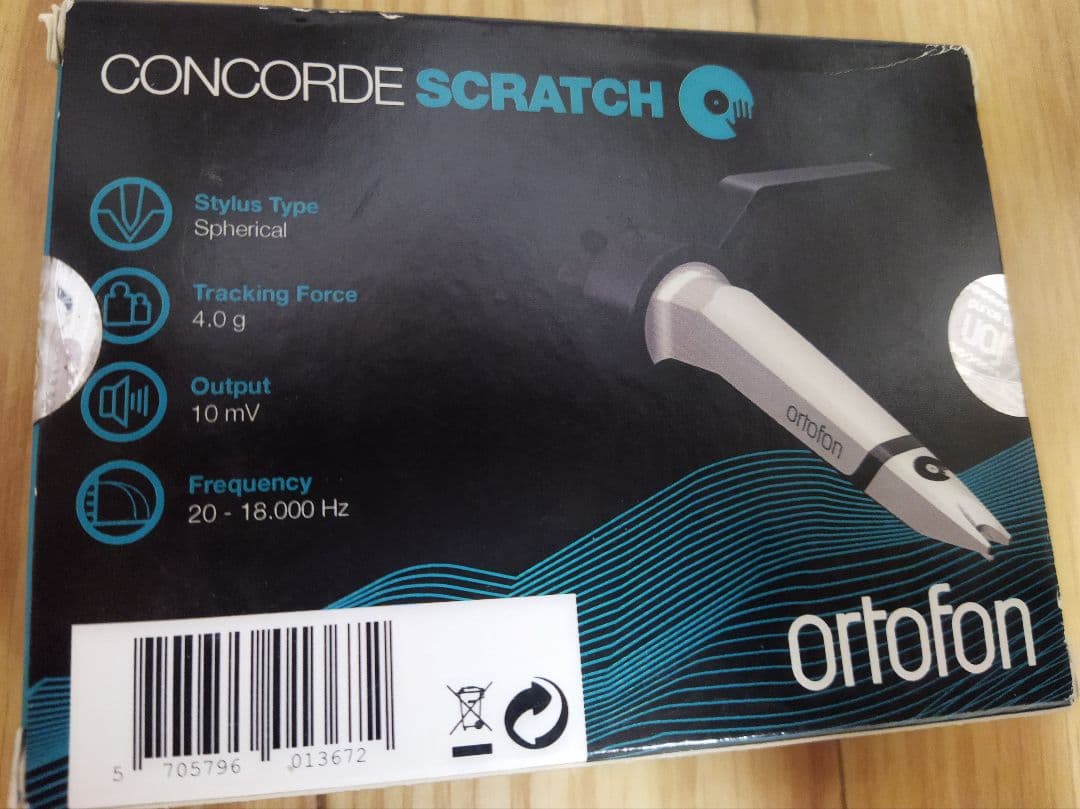 CONCORDE SCRATCH
Stylus Type
Spherical
Tracking Force
4.0 g
Output
10 mV
Frequency
20 - 18.000 Hz
ortofon
ortofon
5 705796 013672